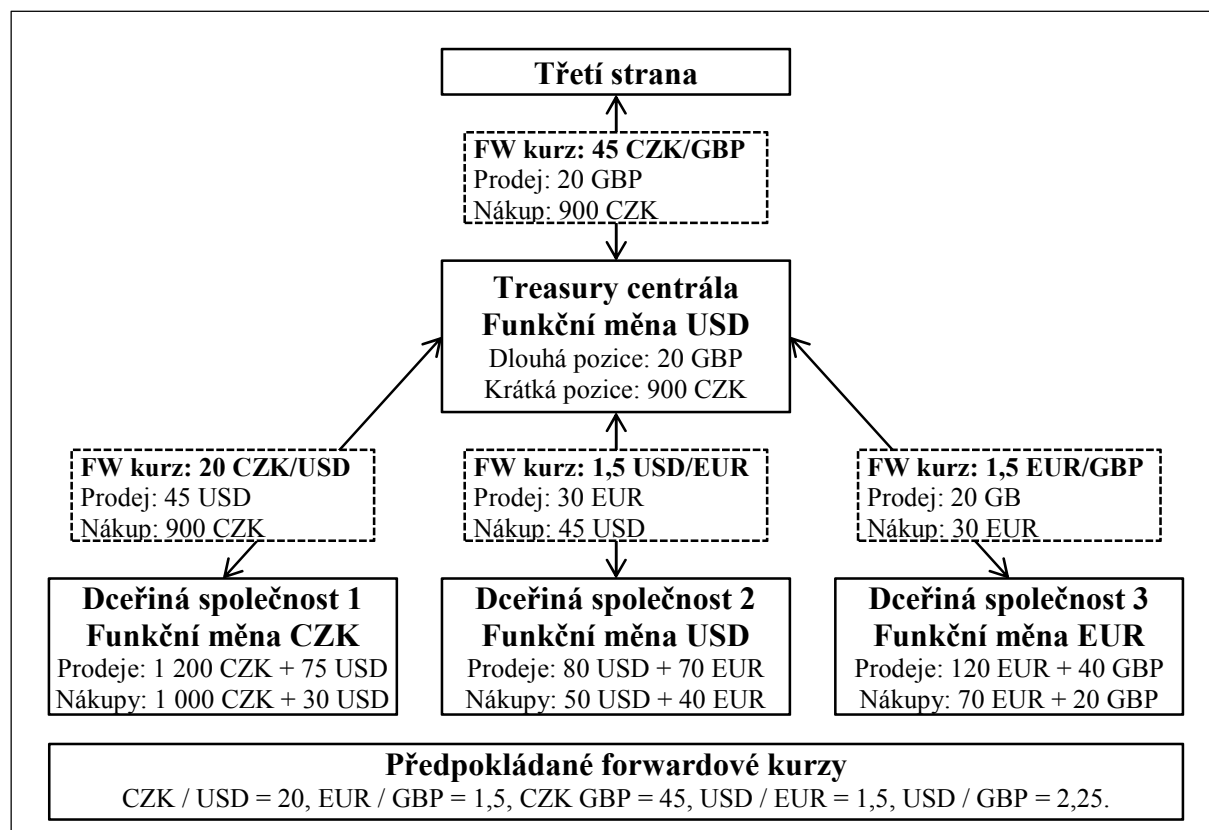 Třetí strana
FW kurz: 45 CZK/GBP
Prodej: 20 GBP
Nákup: 900 CZK
Treasury centrála
Funkční měna USD
Dlouhá pozice: 20 GBP
Krátká pozice: 900 CZK
FW kurz: 20 CZK/USD
Prodej: 45 USD
Nákup: 900 CZK
FW kurz: 1,5 USD/EUR
Prodej: 30 EUR
Nákup: 45 USD
FW kurz: 1,5 EUR/GBP
Prodej: 20 GB
Nákup: 30 EUR
Dceřiná společnost 1
Funkční měna CZK
Prodeje: 1 200 CZK + 75 USD
Nákupy: 1 000 CZK + 30 USD
Dceřiná společnost 2
Funkční měna USD
Prodeje: 80 USD + 70 EUR
Nákupy: 50 USD + 40 EUR
Dceřiná společnost 3
Funkční měna EUR
Prodeje: 120 EUR + 40 GBP
Nákupy: 70 EUR + 20 GBP
Předpokládané forwardové kurzy
CZK / USD = 20, EUR / GBP = 1,5, CZK GBP = 45, USD / EUR = 1,5, USD / GBP = 2,25.